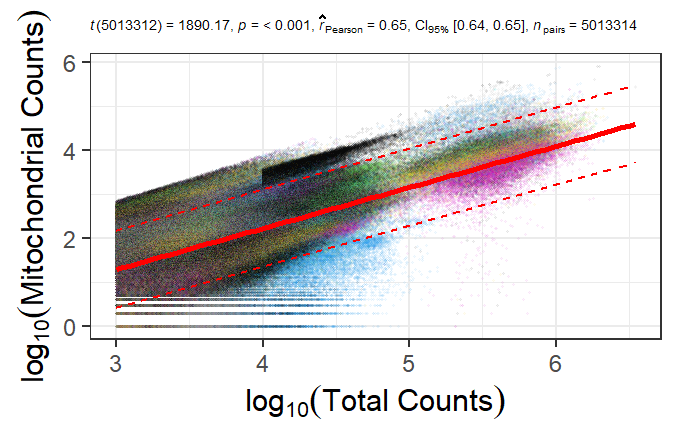 t(5013312) = 1890.17, p = < 0.001, r̂Pearson = 0.65, CI95% [0.64, 0.65], npairs = 5013314
6
4
2
0
log10(Mitochondrial Counts)
3 4 5 6
log10(Total Counts)